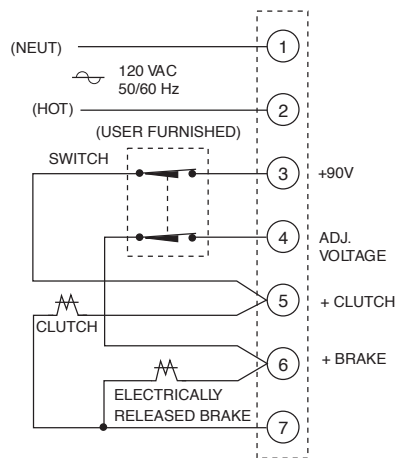 (NEUT)
1
120 VAC
50/60 Hz
(HOT)
2
(USER FURNISHED)
SWITCH
3
+90V
4
ADJ.
VOLTAGE
5
+ CLUTCH
CLUTCH
6
+ BRAKE
ELECTRICALLY
RELEASED BRAKE
7